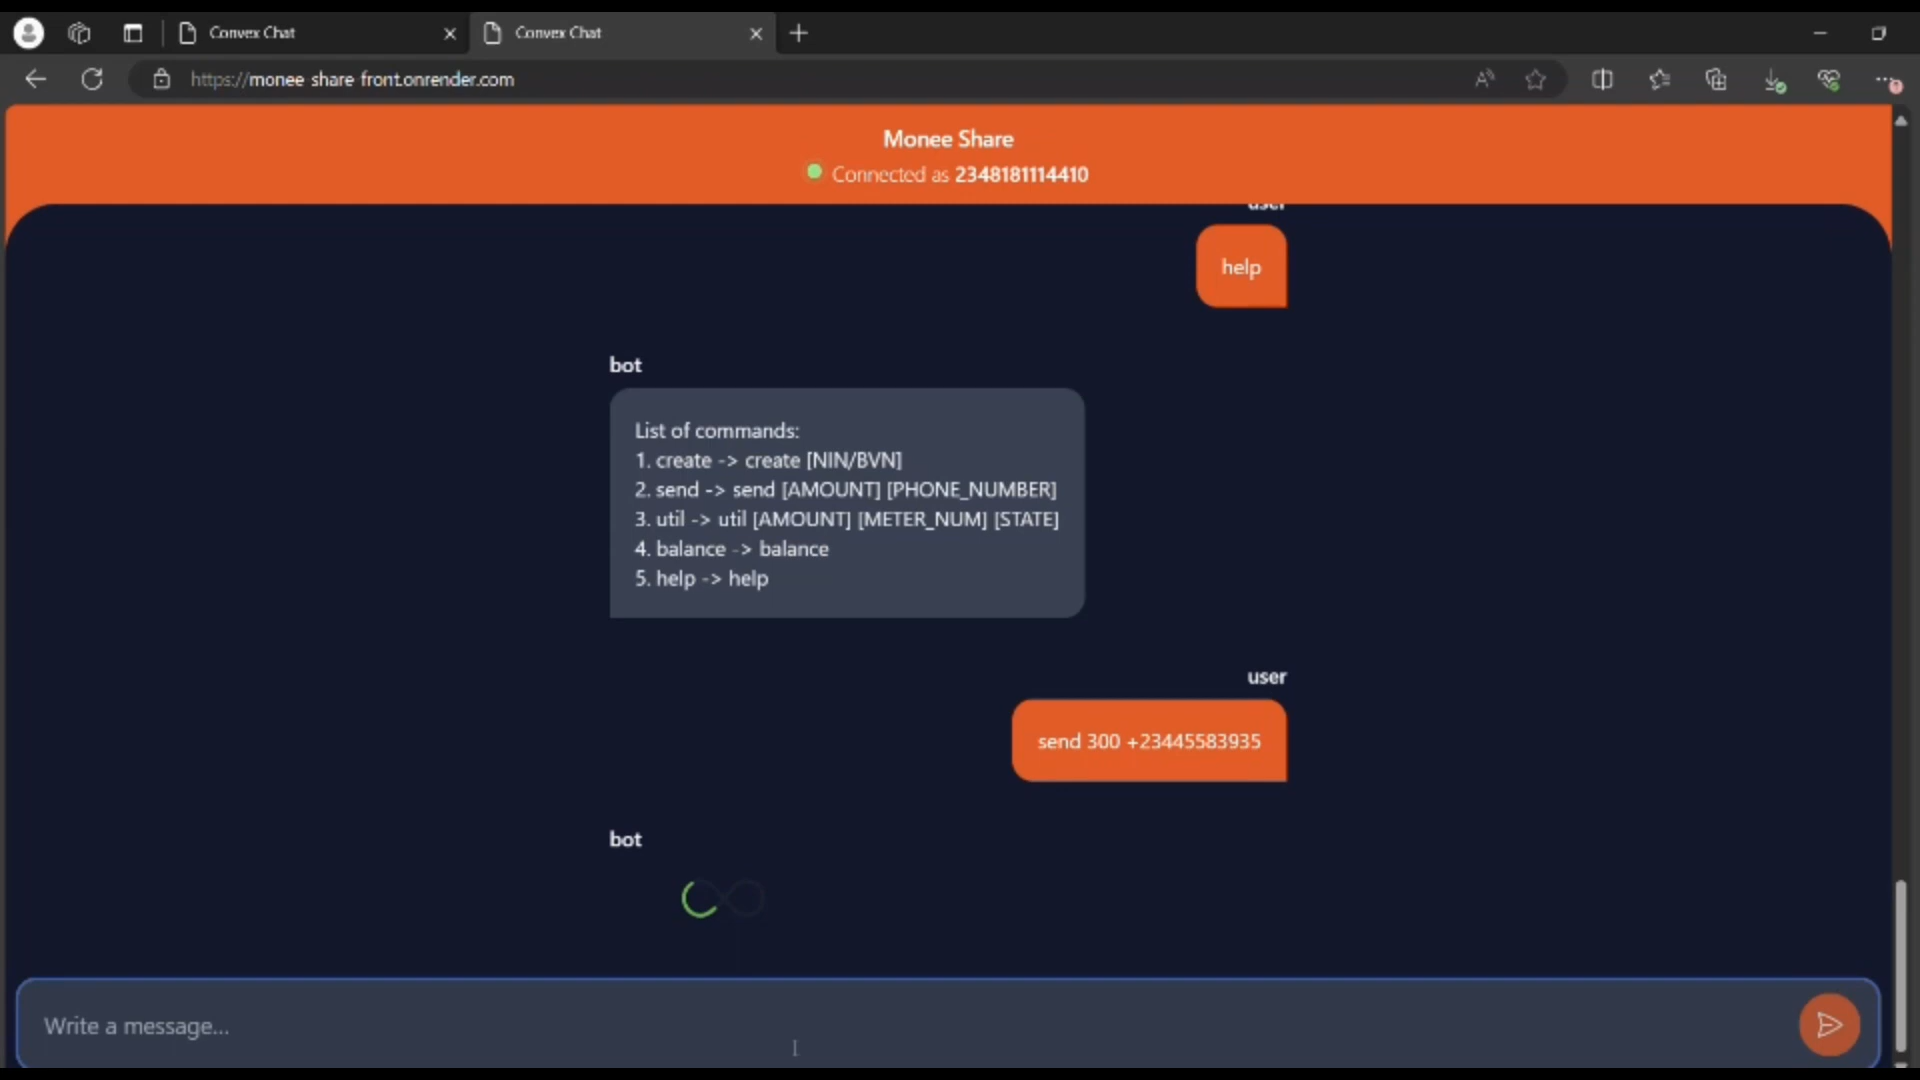 Convex Chat
Convex Chat
https://monee share front.onrender.com
Monee Share
Connected as 2348181114410
user
help
bot
List of commands:
1. create -> create [NIN/BVN]
2. send -> send [AMOUNT] [PHONE_NUMBER]
3. util -> util [AMOUNT] [METER_NUM] [STATE]
4. balance -> balance
5. help -> help
user
send 300 +23445583935
bot
Write a message...